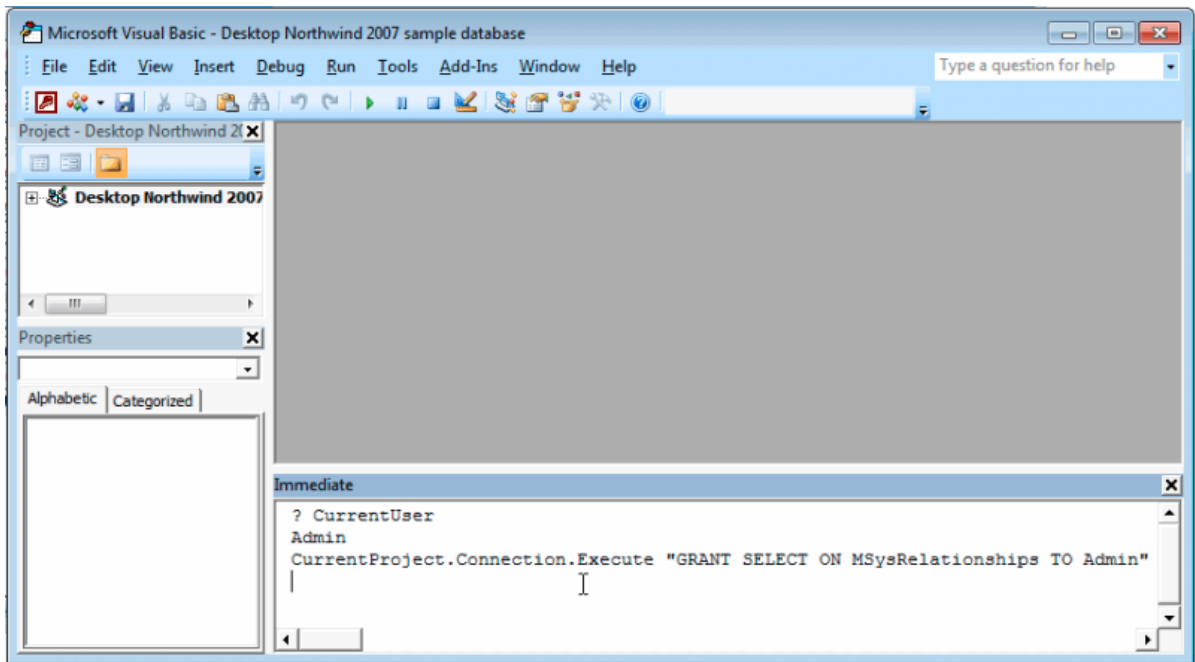 Microsoft Visual Basic - Desktop Northwind 2007 sample database
File Edit View Insert Debug Run Tools Add-Ins Window Help
Type a question for help
Project - Desktop Northwind 2(
Desktop Northwind 2007
Properties
Alphabetic Categorized
Immediate
? CurrentUser
Admin
CurrentProject.Connection.Execute "GRANT SELECT ON MSysRelationships TO Admin"